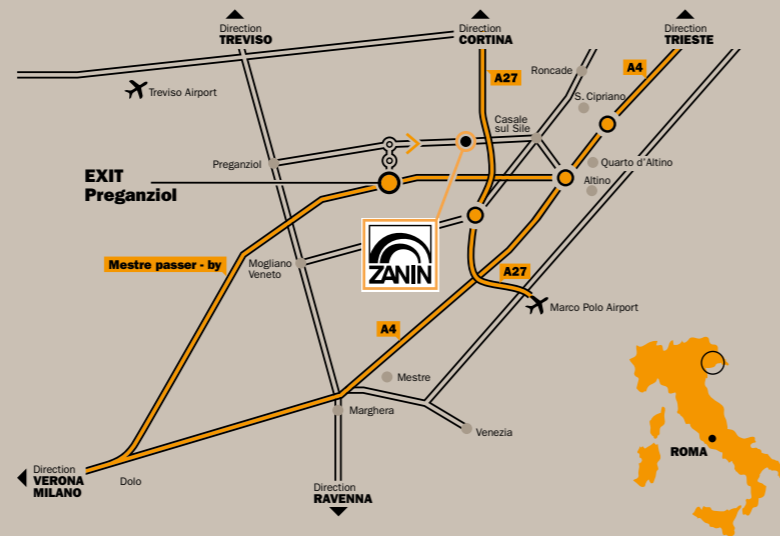 Direction
TREVISO
Direction
CORTINA
Direction
TRIESTE
A4
A27
Roncade
Treviso Airport
S. Cipriano
Casale
sul Sile
Preganziol
Quarto d'Altino
EXIT
Preganziol
Altino
ZANIN
Mestre passer - by
Mogliano
Veneto
A27
Marco Polo Airport
A4
Mestre
Marghera
Venezia
ROMA
Direction
VERONA
MILANO
Dolo
Direction
RAVENNA